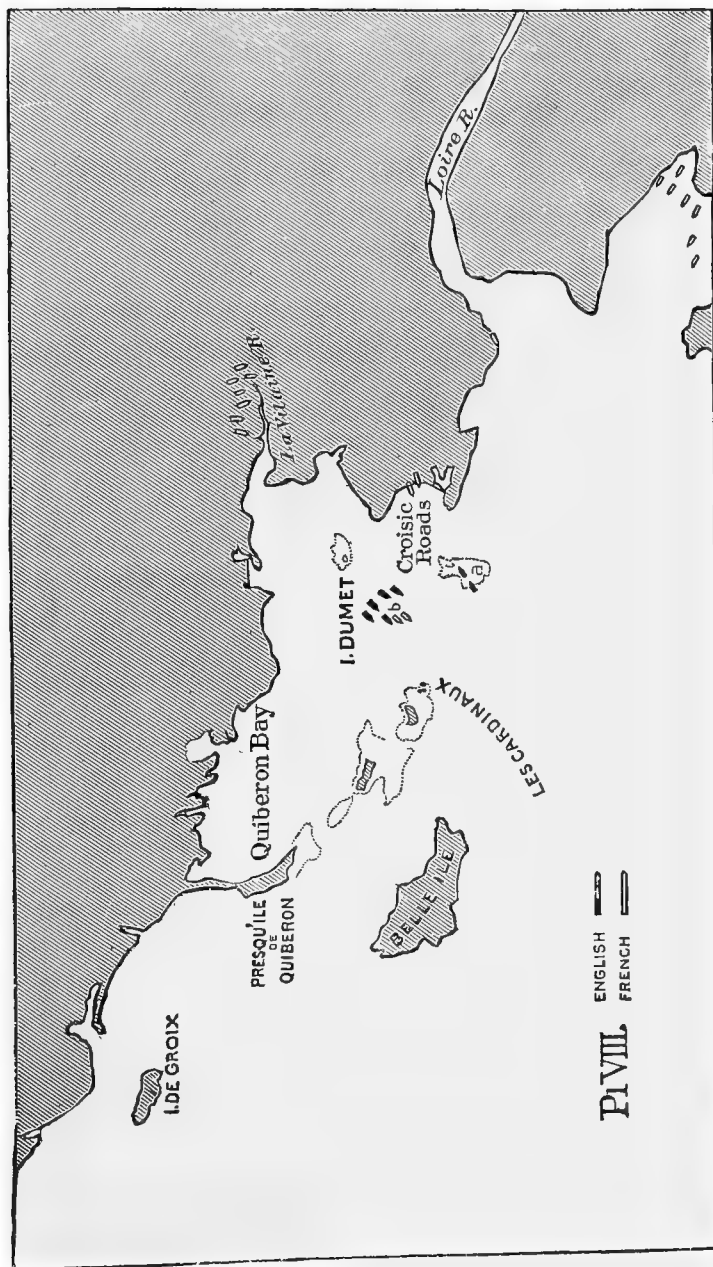 Loire R.
La Vilaine R.
Croisic
Roads
a
I. DUMET
b
LES CARDINAUX
Quiberon Bay
PRESQU'ILE
DE
QUIBERON
BELLE ILE
I. DE GROIX
Pl VIII.
ENGLISH
FRENCH